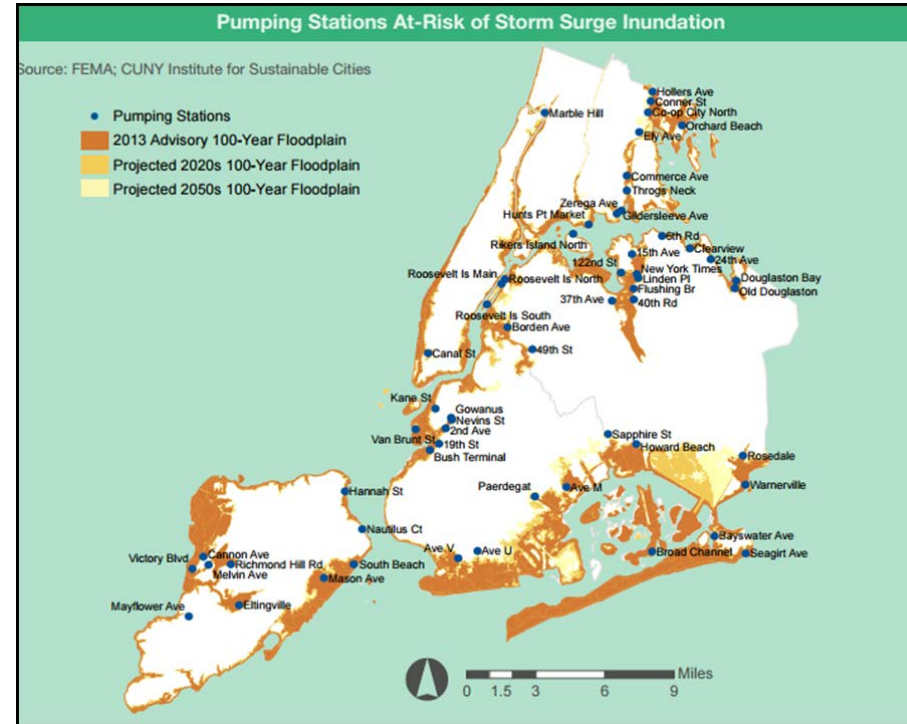 Pumping Stations At-Risk of Storm Surge Inundation
Source: FEMA; CUNY Institute for Sustainable Cities
Pumping Stations
2013 Advisory 100-Year Floodplain
Projected 2020s 100-Year Floodplain
Projected 2050s 100-Year Floodplain
Hollers Ave
Conner St
Co-op City North
Marble Hill
Orchard Beach
Ely Ave
Commerce Ave
Throgs Neck
Zerega Ave
Hunts Pt Market
Gildersleeve Ave
Rikers Island North
6th Rd
Clearview
15th Ave
24th Ave
122nd St
New York Times
Roosevelt Is Main
Roosevelt Is North
Linden Pl
Douglaston Bay
Flushing Br
Old Douglaston
37th Ave
40th Rd
Roosevelt Is South
Borden Ave
49th St
Canal St
Kane St
Gowanus
Nevins St
2nd Ave
Van Brunt St
19th St
Bush Terminal
Sapphire St
Howard Beach
Rosedale
Paerdegat
Ave M
Warnerville
Hannah St
Nautilus Ct
Bayswater Ave
Ave V
Ave U
Broad Channel
Seagirt Ave
Victory Blvd
Cannon Ave
Richmond Hill Rd
South Beach
Melvin Ave
Mason Ave
Mayflower Ave
Eltingville
Miles
0 1.5 3 6 9